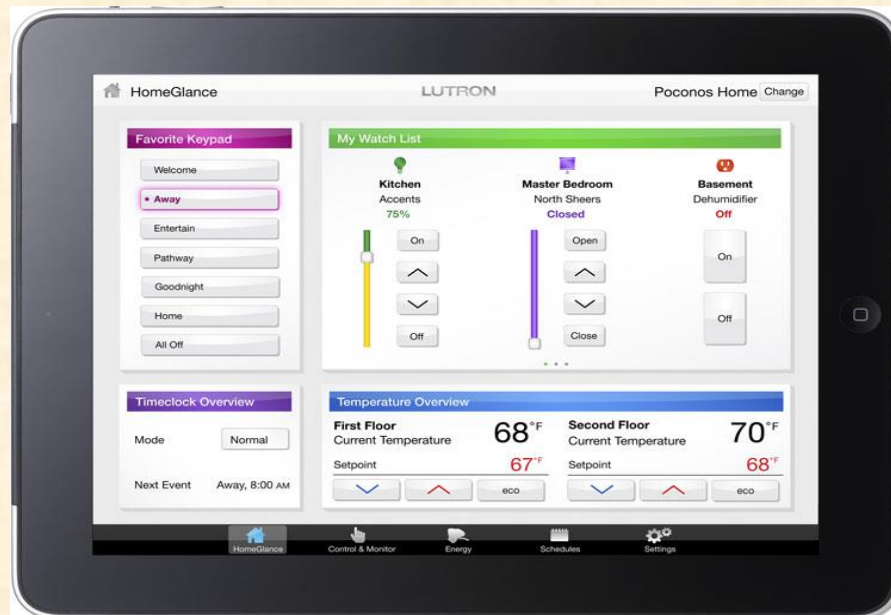 HomeGlance
LUTRON
Poconos Home Change
Favorite Keypad
Welcome
• Away
Entertain
Pathway
Goodnight
Home
All Off
My Watch List
Kitchen
Accents
75%
On
Off
Master Bedroom
North Sheers
Closed
Open
Close
Basement
Dehumidifier
Off
On
Off
Timeclock Overview
Mode Normal
Next Event Away, 8:00 AM
Temperature Overview
First Floor
Current Temperature 68°F
Setpoint 67°F
eco
Second Floor
Current Temperature 70°F
Setpoint 68°F
eco
HomeGlance Control & Monitor Energy Schedules Settings